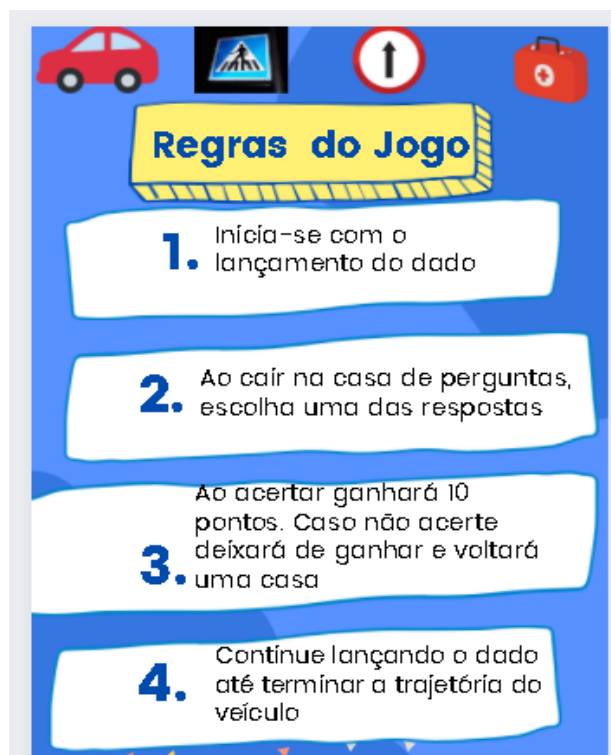 Regras do Jogo
1. Inicia-se com o
lançamento do dado
2. Ao cair na casa de perguntas,
escolha uma das respostas
Ao acertar ganhará 10
pontos. Caso não acerte
deixará de ganhar e voltará
3. uma casa
Continue lançando o dado
4. até terminar a trajetória do
veículo